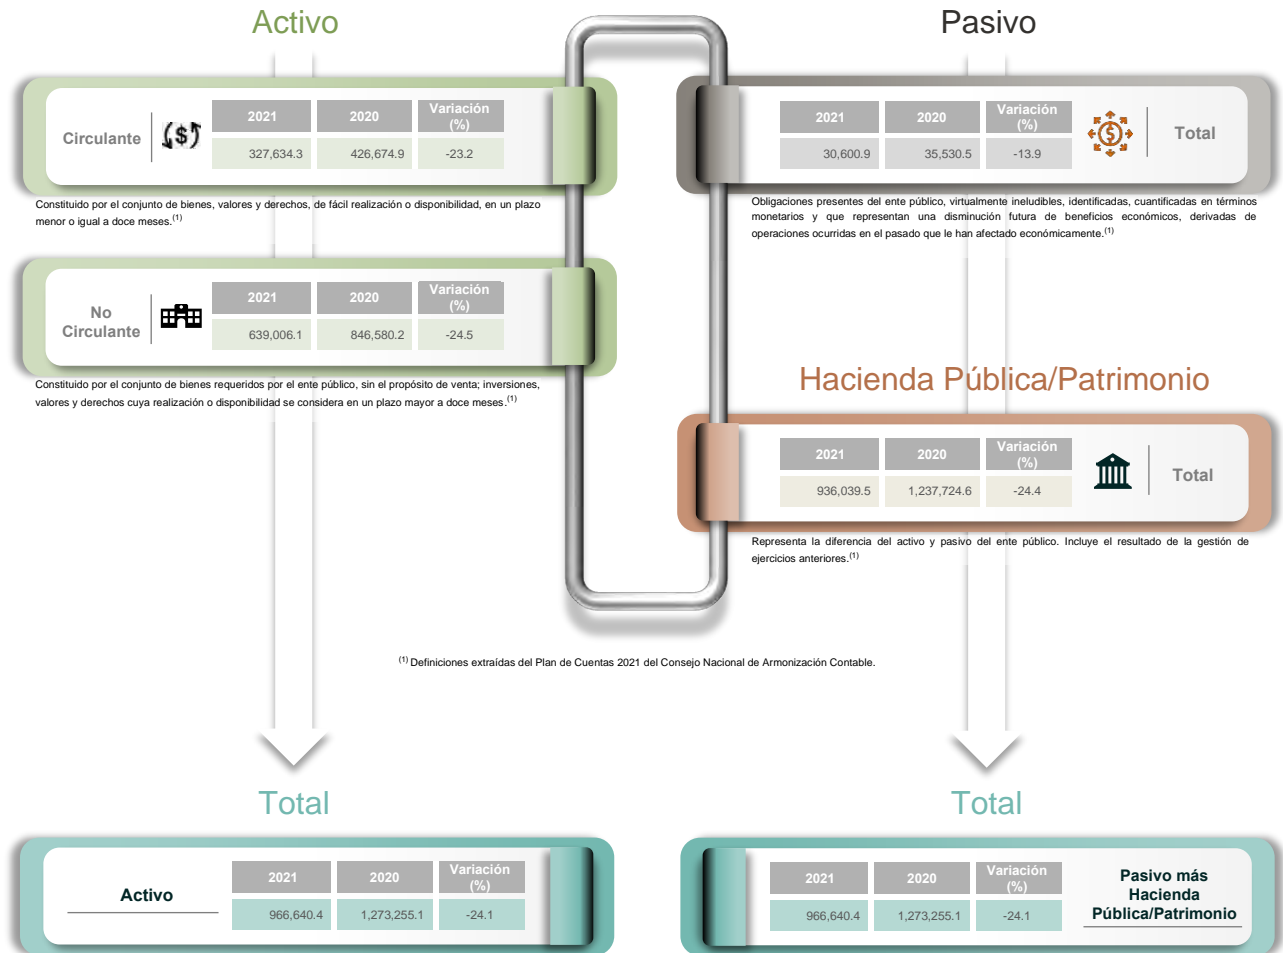 Activo
2021 2020 Variación
(%)
Circulante
327,634.3 426,674.9 -23.2
Constituido por el conjunto de bienes, valores y derechos, de fácil realización o disponibilidad, en un plazo
menor o igual a doce meses.(1)
2021 2020 Variación
(%)
No
Circulante
639,006.1 846,580.2 -24.5
Constituido por el conjunto de bienes requeridos por el ente público, sin el propósito de venta; inversiones,
valores y derechos cuya realización o disponibilidad se considera en un plazo mayor a doce meses.(1)
Pasivo
2021 2020 Variación
(%)
30,600.9 35,530.5 -13.9
$
Total
Obligaciones presentes del ente público, virtualmente ineludibles, identificadas, cuantificadas en términos
monetarios y que representan una disminución futura de beneficios económicos, derivadas de
operaciones ocurridas en el pasado que le han afectado económicamente.(1)
Hacienda Pública/Patrimonio
2021 2020 Variación
(%)
936,039.5 1,237,724.6 -24.4
Total
Representa la diferencia del activo y pasivo del ente público. Incluye el resultado de la gestión de
ejercicios anteriores.(1)
(1) Definiciones extraídas del Plan de Cuentas 2021 del Consejo Nacional de Armonización Contable.
Total
Activo
2021 2020 Variación
(%)
966,640.4 1,273,255.1 -24.1
Total
2021 2020 Variación
(%)
966,640.4 1,273,255.1 -24.1
Pasivo más
Hacienda
Pública/Patrimonio